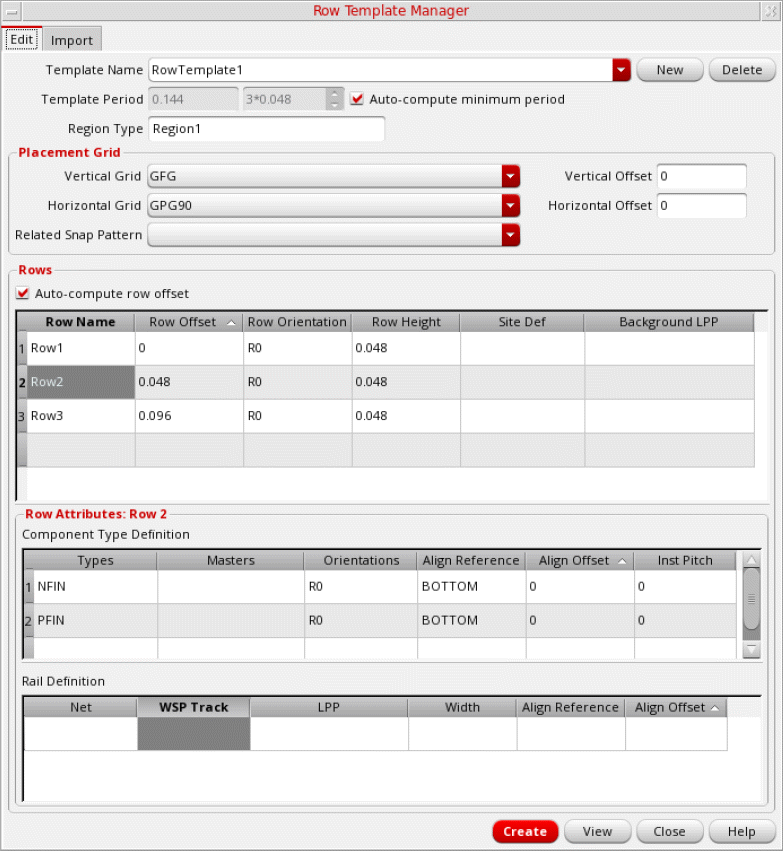 Row Template Manager
Edit Import
Template Name RowTemplate1 New Delete
Template Period 0.144 3*0.048 Auto-compute minimum period
Region Type Region1
Placement Grid
Vertical Grid GFG Vertical Offset 0
Horizontal Grid GPG90 Horizontal Offset 0
Related Snap Pattern
Rows
Auto-compute row offset
Row Name Row Offset Row Orientation Row Height Site Def Background LPP
1 Row1 0 R0 0.048
2 Row2 0.048 R0 0.048
3 Row3 0.096 R0 0.048
Row Attributes: Row 2
Component Type Definition
Types Masters Orientations Align Reference Align Offset Inst Pitch
1 NFIN R0 BOTTOM 0 0
2 PFIN R0 BOTTOM 0 0
Rail Definition
Net WSP Track LPP Width Align Reference Align Offset
Create View Close Help